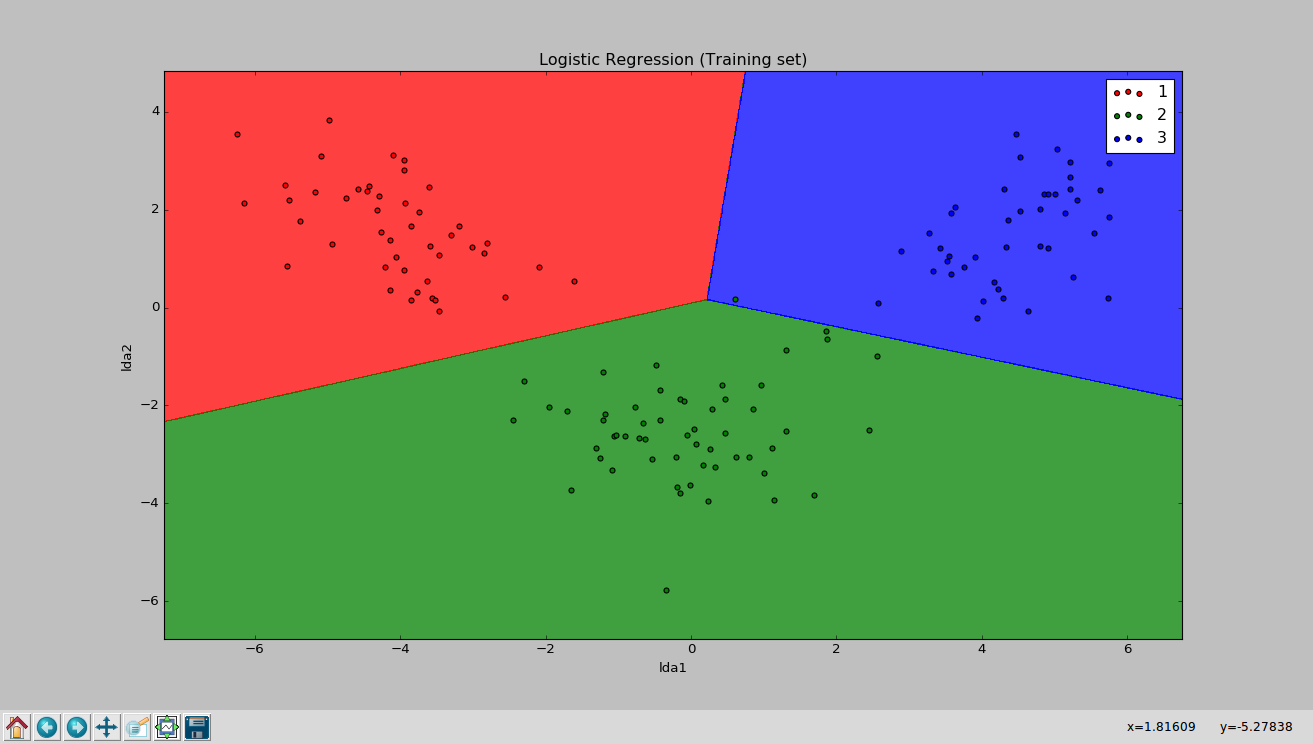 Logistic Regression (Training set)
1
2
3
4
2
0
−2
−4
−6
lda2
−6 −4 −2 0 2 4 6
lda1
x=1.81609 y=-5.27838